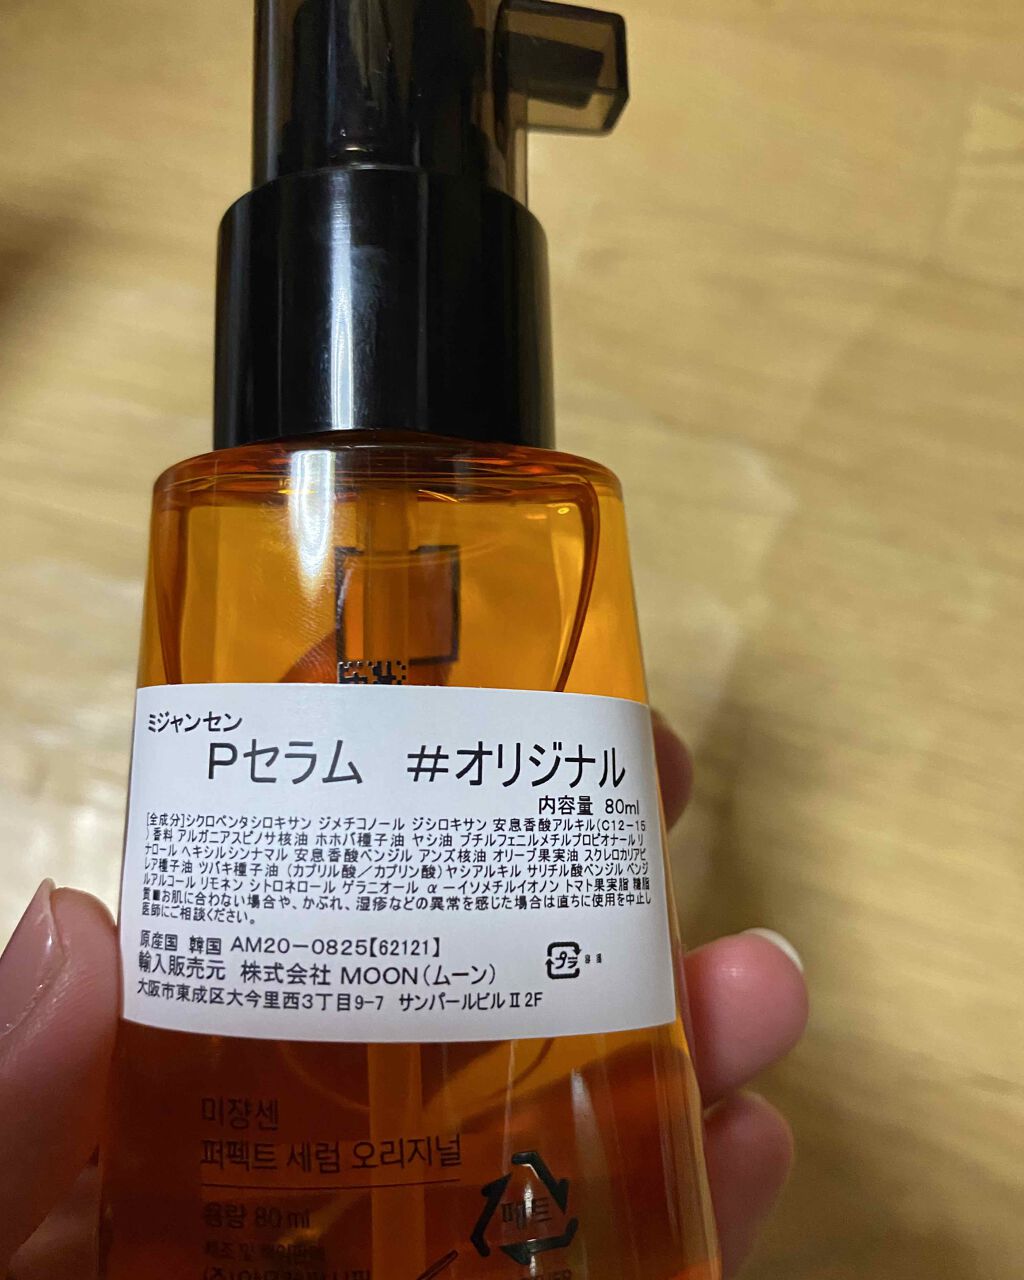 ミジャンセン
Pセラム #オリジナル
内容量 80ml
[全成分]シクロペンタシロキサン ジメチコノール ジシロキサン 安息香酸アルキル(C12-15
)香料 アルガニアスピノサ核油 ホホバ種子油 ヤシ油 ブチルフェニルメチルプロピオナール リ
ナロール ヘキシルシンナマル 安息香酸ベンジル アンズ核油 オリーブ果実油 スクレロカリアビ
レア種子油 ツバキ種子油 (カプリル酸/カプリン酸)ヤシアルキル サリチル酸ベンジル ベンジ
ルアルコール リモネン シトロネロール ゲラニオール α-イソメチルイオノン トマト果実脂 糖脂
質■お肌に合わない場合や、かぶれ、湿疹などの異常を感じた場合は直ちに使用を中止し
医師にご相談ください。
原産国 韓国 AM20-0825【62121】
輸入販売元 株式会社 MOON(ムーン)
プラ 容器
大阪市東成区大今里西3丁目9-7 サンパールビルⅡ2F
미쟝센
퍼펙트 세럼 오리지널
용량 80 ml
페트